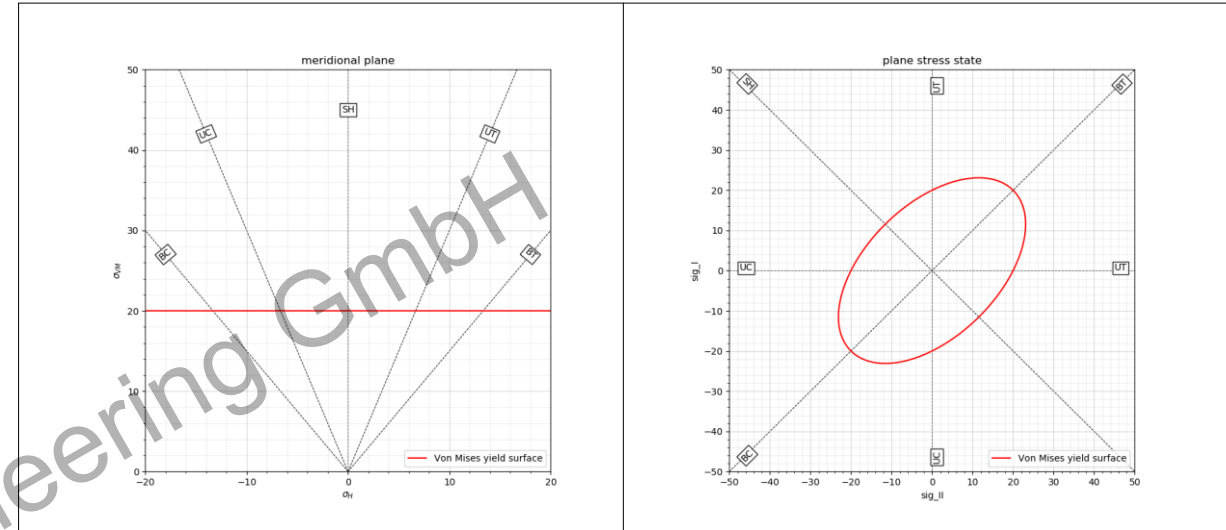 meridional plane
50
40
30
20
10
0
σ_VM
UC
SH
UT
BC
BT
Von Mises yield surface
−20
−10
0
10
20
σ_H
plane stress state
50
40
30
20
10
0
−10
−20
−30
−40
−50
sig_I
SH
UT
BT
UC
UT
BC
UC
Von Mises yield surface
−50
−40
−30
−20
−10
0
10
20
30
40
50
sig_II
neering GmbH